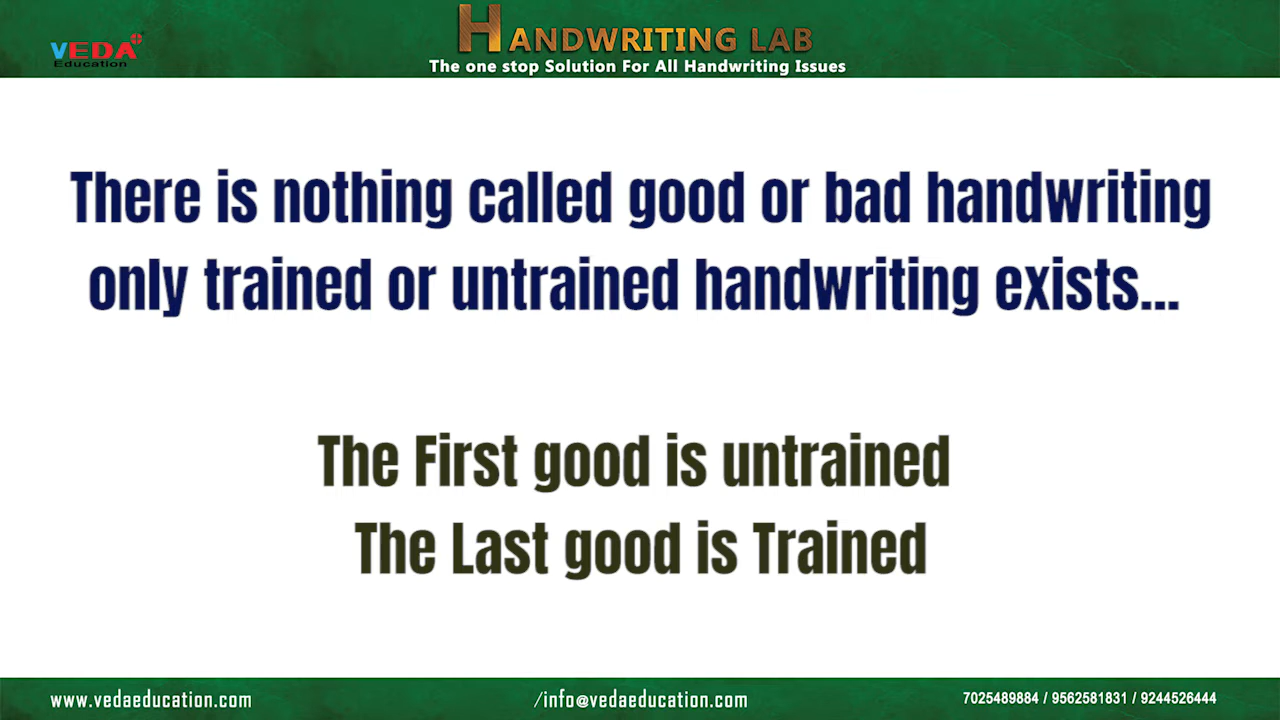 VEDA
Education
HANDWRITING LAB
The one stop Solution For All Handwriting Issues
There is nothing called good or bad handwriting
only trained or untrained handwriting exists...
The First good is untrained
The Last good is Trained
www.vedaeducation.com
/info@vedaeducation.com
7025489884 / 9562581831 / 9244526444